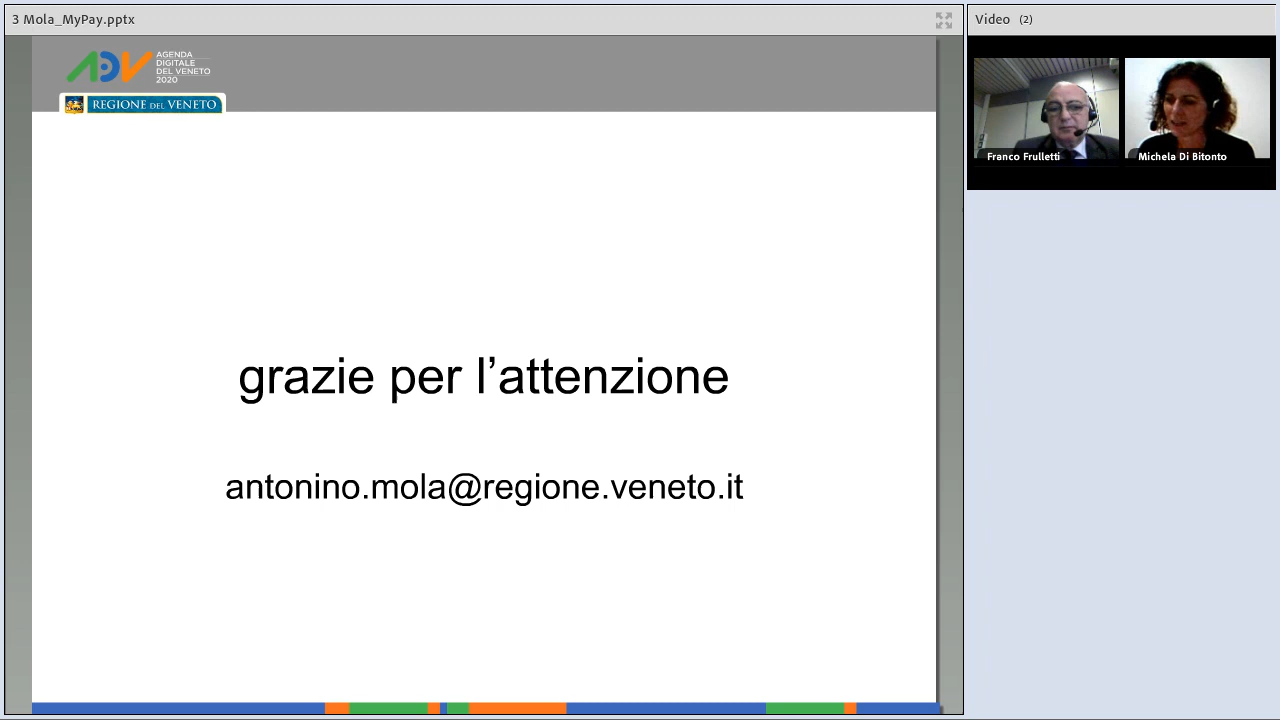 3 Mola_MyPay.pptx
Video (2)
AGENDA
DIGITALE
DEL VENETO
2020
REGIONE DEL VENETO
Franco Frulletti
Michela Di Bitonto
grazie per l’attenzione
antonino.mola@regione.veneto.it